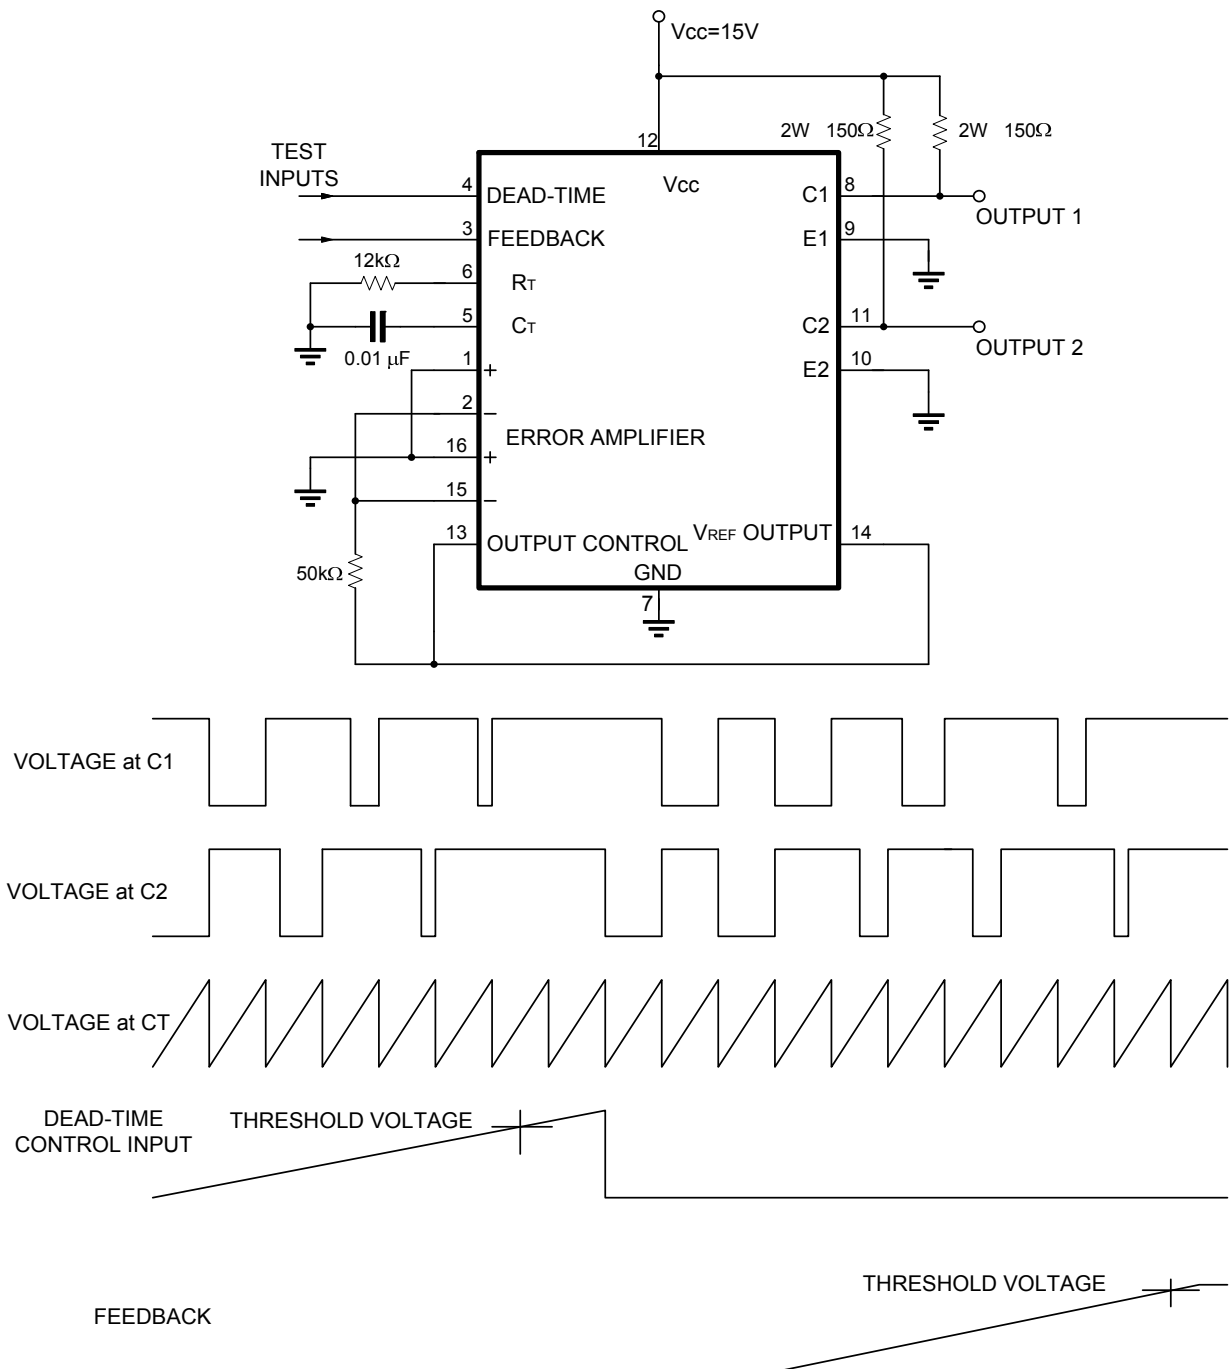 Vcc=15V
2W 150Ω
2W 150Ω
12
TEST
INPUTS
Vcc
4
DEAD-TIME
C1
8
OUTPUT 1
3
FEEDBACK
E1
9
12kΩ
6
RT
5
CT
C2
11
OUTPUT 2
0.01 μF
1
+
E2
10
2
−
ERROR AMPLIFIER
16
+
15
−
13
OUTPUT CONTROL
VREF OUTPUT
14
50kΩ
GND
7
VOLTAGE at C1
VOLTAGE at C2
VOLTAGE at CT
DEAD-TIME
CONTROL INPUT
THRESHOLD VOLTAGE
THRESHOLD VOLTAGE
FEEDBACK